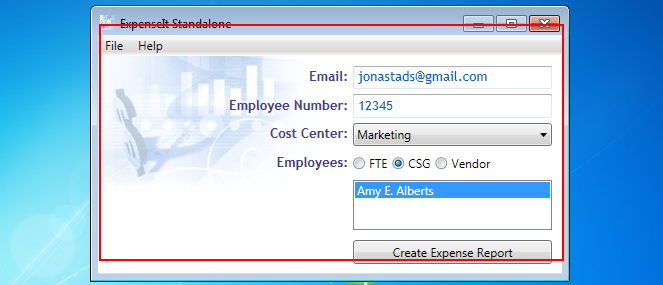 ExpenseIt Standalone
File Help
Email: jonastads@gmail.com
Employee Number: 12345
Cost Center: Marketing
Employees: FTE CSG Vendor
Amy E. Alberts
Create Expense Report